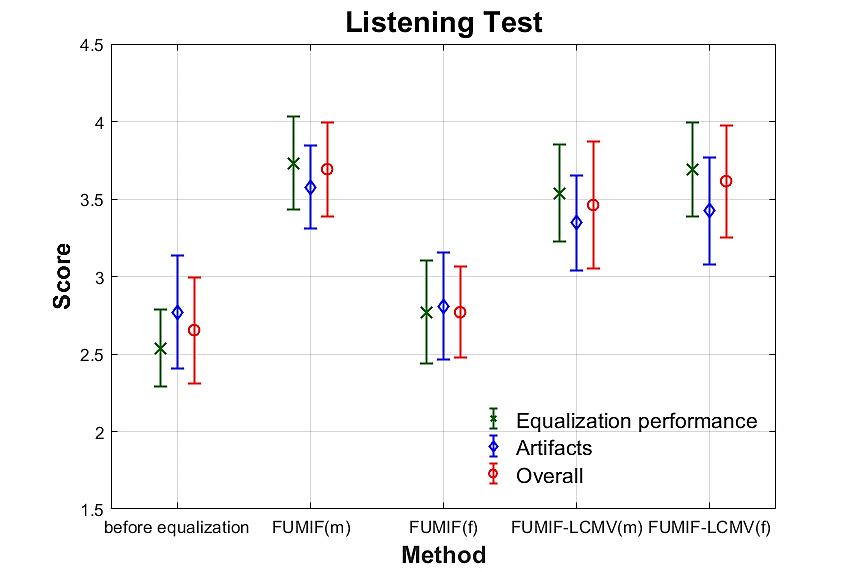 Listening Test
4.5
4
3.5
3
2.5
2
1.5
Score
Equalization performance
Artifacts
Overall
before equalization FUMIF(m) FUMIF(f) FUMIF-LCMV(m) FUMIF-LCMV(f)
Method